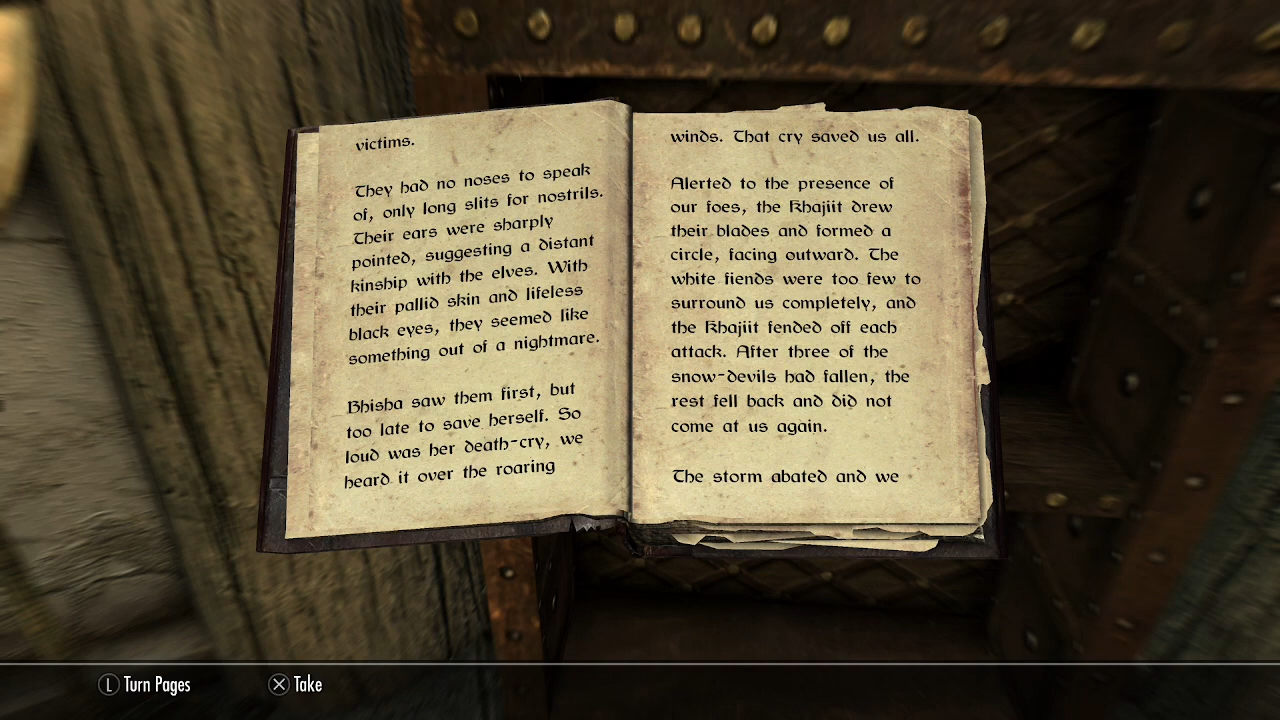 victims.
They had no noses to speak
of, only long slits for nostrils.
Their ears were sharply
pointed, suggesting a distant
kinship with the elves. With
their pallid skin and lifeless
black eyes, they seemed like
something out of a nightmare.
Bhisha saw them first, but
too late to save herself. So
loud was her death-cry, we
heard it over the roaring
winds. That cry saved us all.
Alerted to the presence of
our foes, the Khajiit drew
their blades and formed a
circle, facing outward. The
white fiends were too few to
surround us completely, and
the Khajiit fended off each
attack. After three of the
snow-devils had fallen, the
rest fell back and did not
come at us again.
The storm abated and we
L Turn Pages
X Take